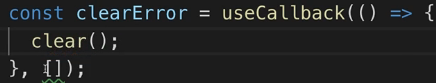 const clearError = useCallback(() => {
  clear();
}, []);